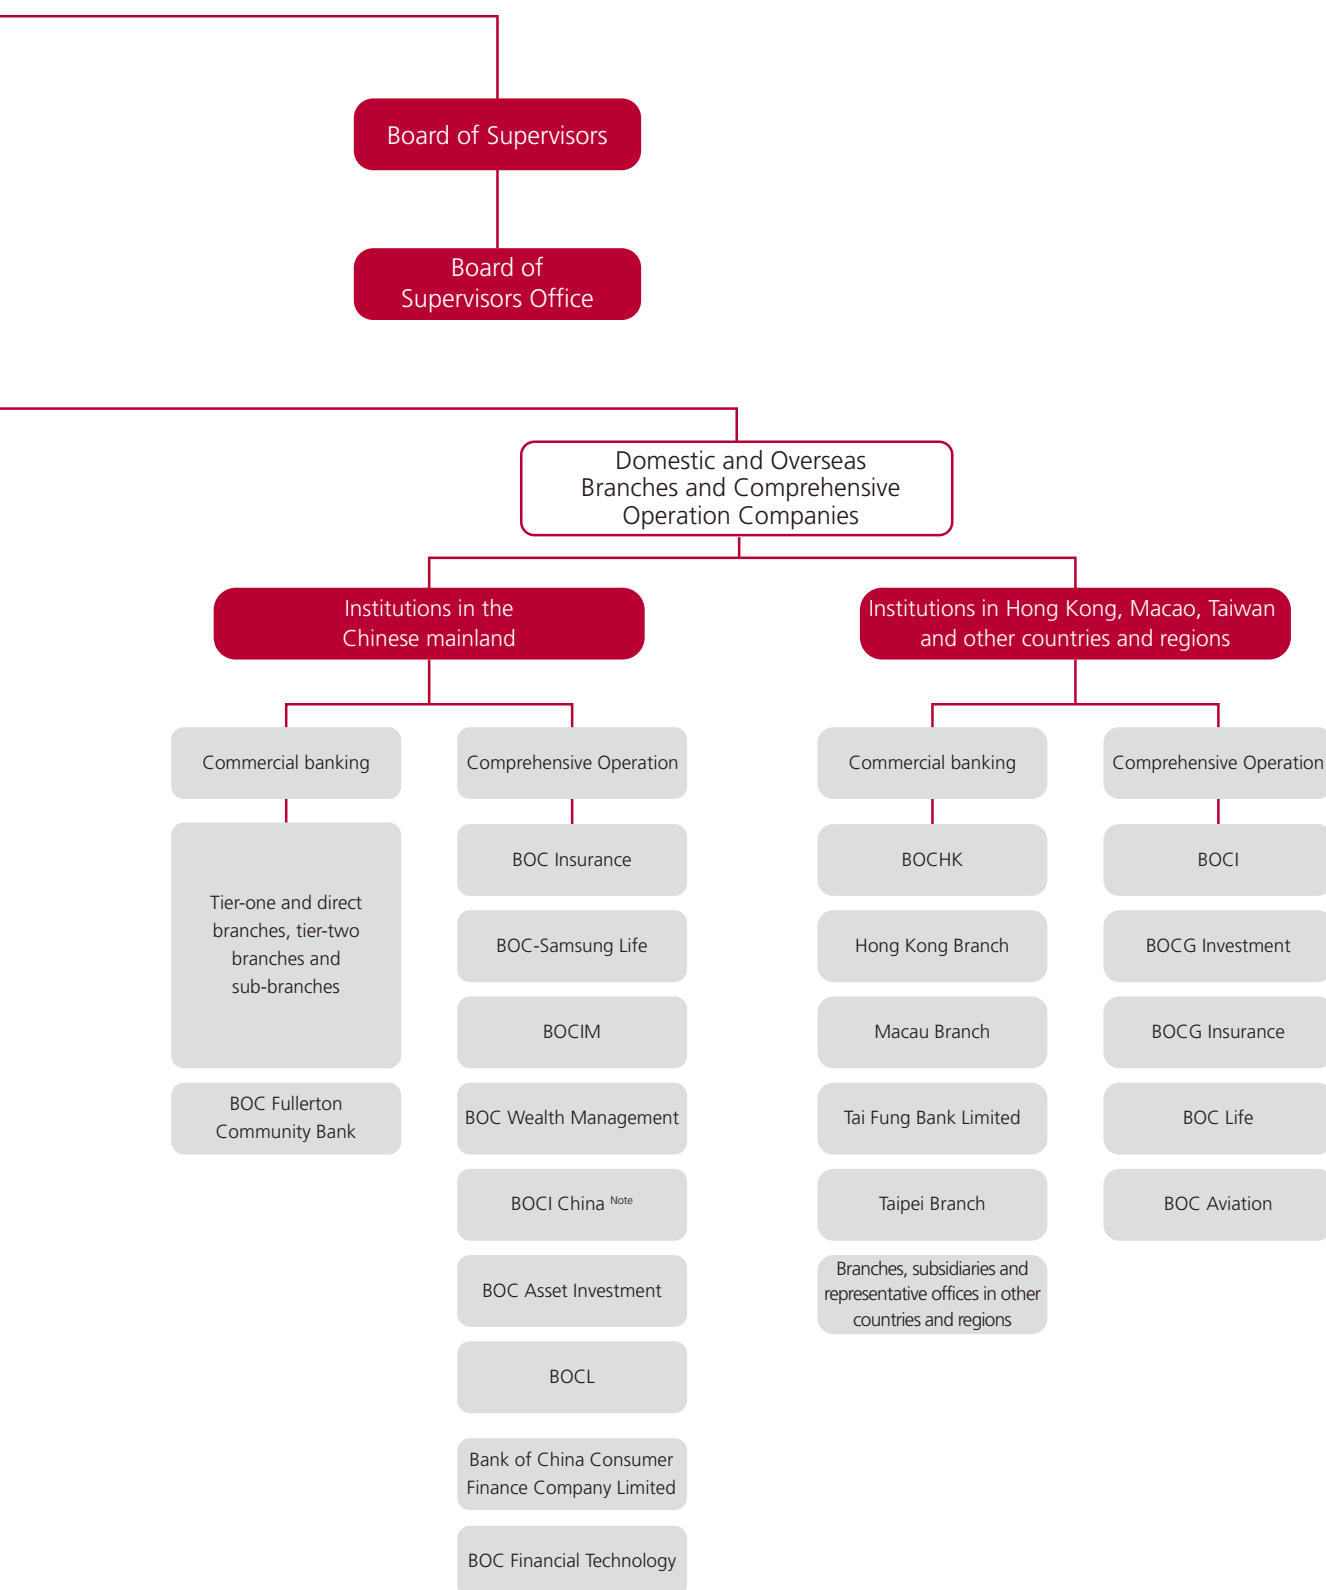 Board of Supervisors
Board of
Supervisors Office
Domestic and Overseas
Branches and Comprehensive
Operation Companies
Institutions in the
Chinese mainland
Institutions in Hong Kong, Macao, Taiwan
and other countries and regions
Commercial banking
Comprehensive Operation
Commercial banking
Comprehensive Operation
Tier-one and direct
branches, tier-two
branches and
sub-branches
BOC Fullerton
Community Bank
BOC Insurance
BOC-Samsung Life
BOCIM
BOC Wealth Management
BOCI China Note
BOC Asset Investment
BOCL
Bank of China Consumer
Finance Company Limited
BOC Financial Technology
BOCHK
Hong Kong Branch
Macau Branch
Tai Fung Bank Limited
Taipei Branch
Branches, subsidiaries and
representative offices in other
countries and regions
BOCI
BOCG Investment
BOCG Insurance
BOC Life
BOC Aviation